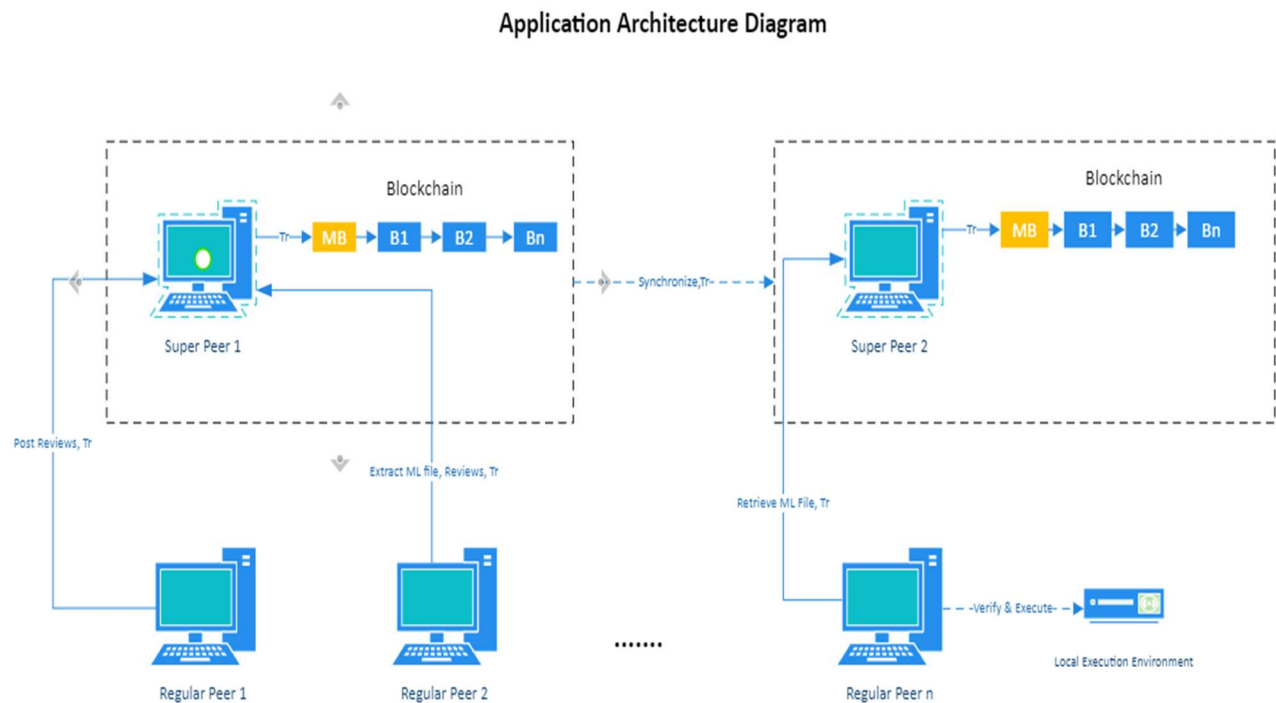 Application Architecture Diagram
Blockchain
Tr
MB
B1
B2
Bn
Super Peer 1
Synchronize,Tr
Blockchain
Tr
MB
B1
B2
Bn
Super Peer 2
Post Reviews, Tr
Extract ML file, Reviews, Tr
Retrieve ML File, Tr
Verify & Execute
.......
Local Execution Environment
Regular Peer 1
Regular Peer 2
Regular Peer n